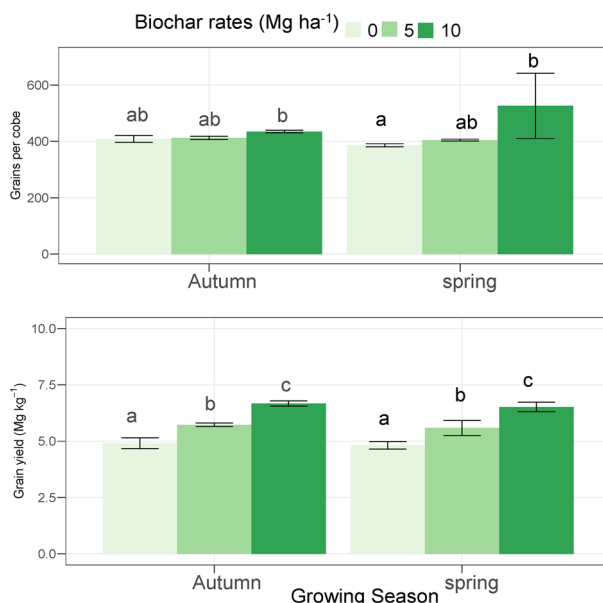 Biochar rates (Mg ha⁻¹) 0 5 10
Grains per cobe
600
400
200
0
ab ab b a ab b
Autumn spring
Grain yield (Mg kg⁻¹)
10.0
7.5
5.0
2.5
0.0
a b c a b c
Autumn spring
Growing Season